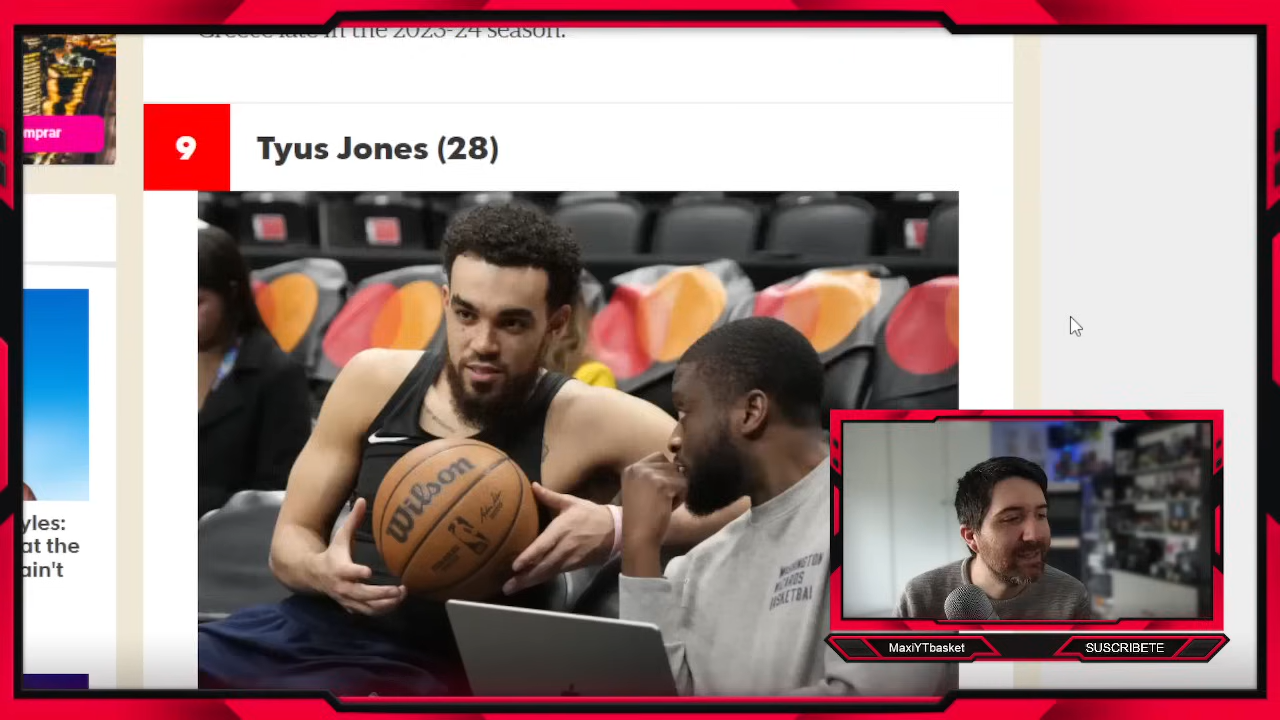 Greece late in the 2023-24 season.
mprar
9
Tyus Jones (28)
yles:
at the
ain't
Wilson
WASHINGTON
WIZARDS
BASKETBAL
MaxiYTbasket
SUSCRIBETE